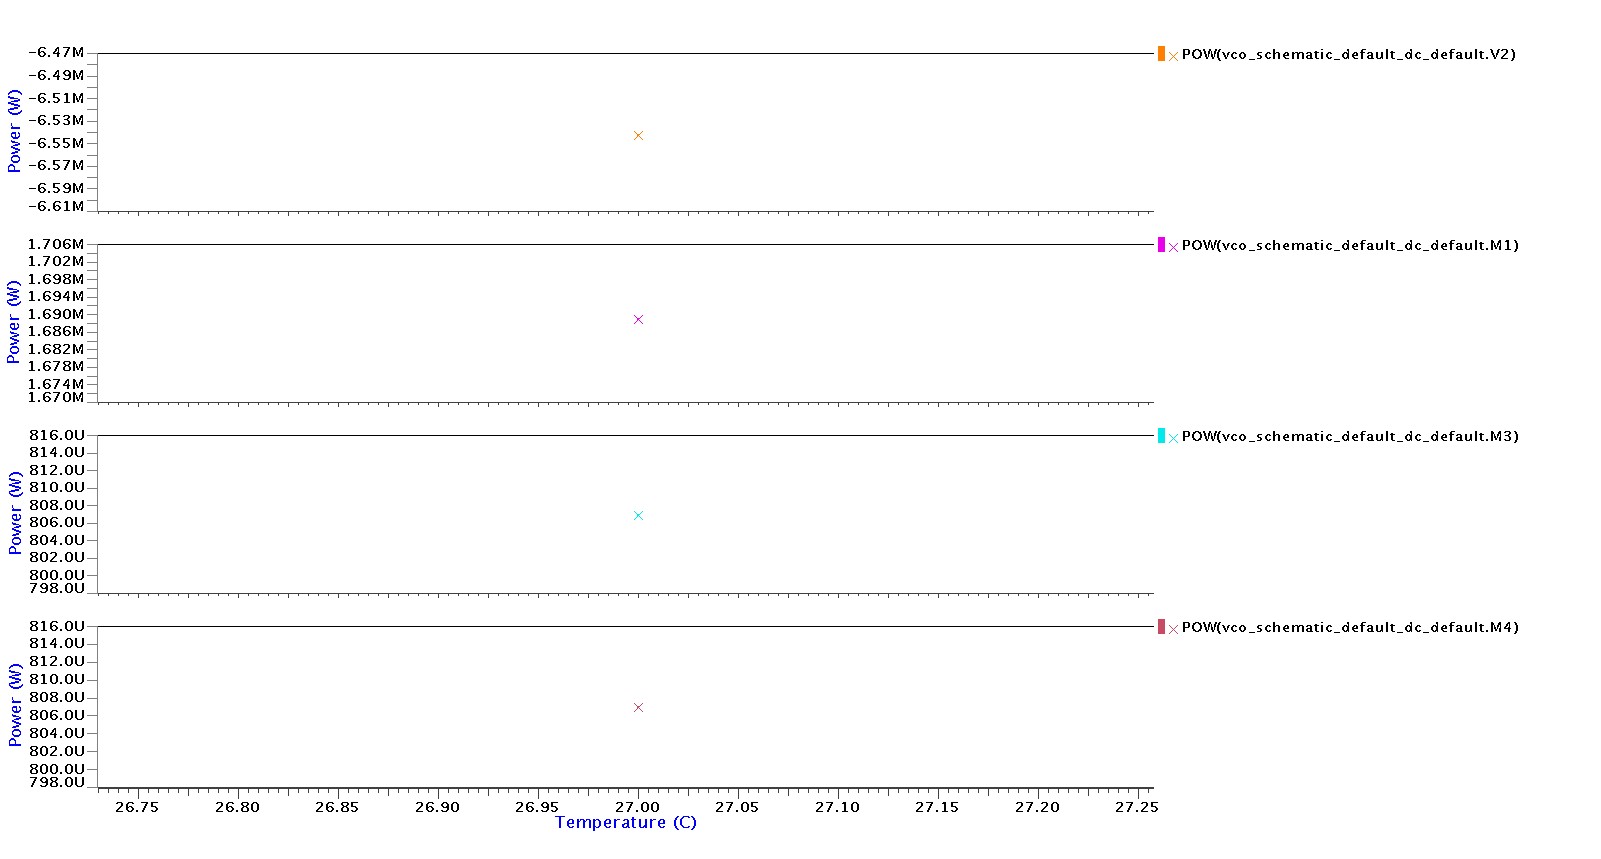 -6.47M
-6.49M
-6.51M
-6.53M
-6.55M
-6.57M
-6.59M
-6.61M
Power (W)
POW(vco_schematic_default_dc_default.V2)
1.706M
1.702M
1.698M
1.694M
1.690M
1.686M
1.682M
1.678M
1.674M
1.670M
Power (W)
POW(vco_schematic_default_dc_default.M1)
816.0U
814.0U
812.0U
810.0U
808.0U
806.0U
804.0U
802.0U
800.0U
798.0U
Power (W)
POW(vco_schematic_default_dc_default.M3)
816.0U
814.0U
812.0U
810.0U
808.0U
806.0U
804.0U
802.0U
800.0U
798.0U
Power (W)
POW(vco_schematic_default_dc_default.M4)
26.75 26.80 26.85 26.90 26.95 27.00 27.05 27.10 27.15 27.20 27.25
Temperature (C)